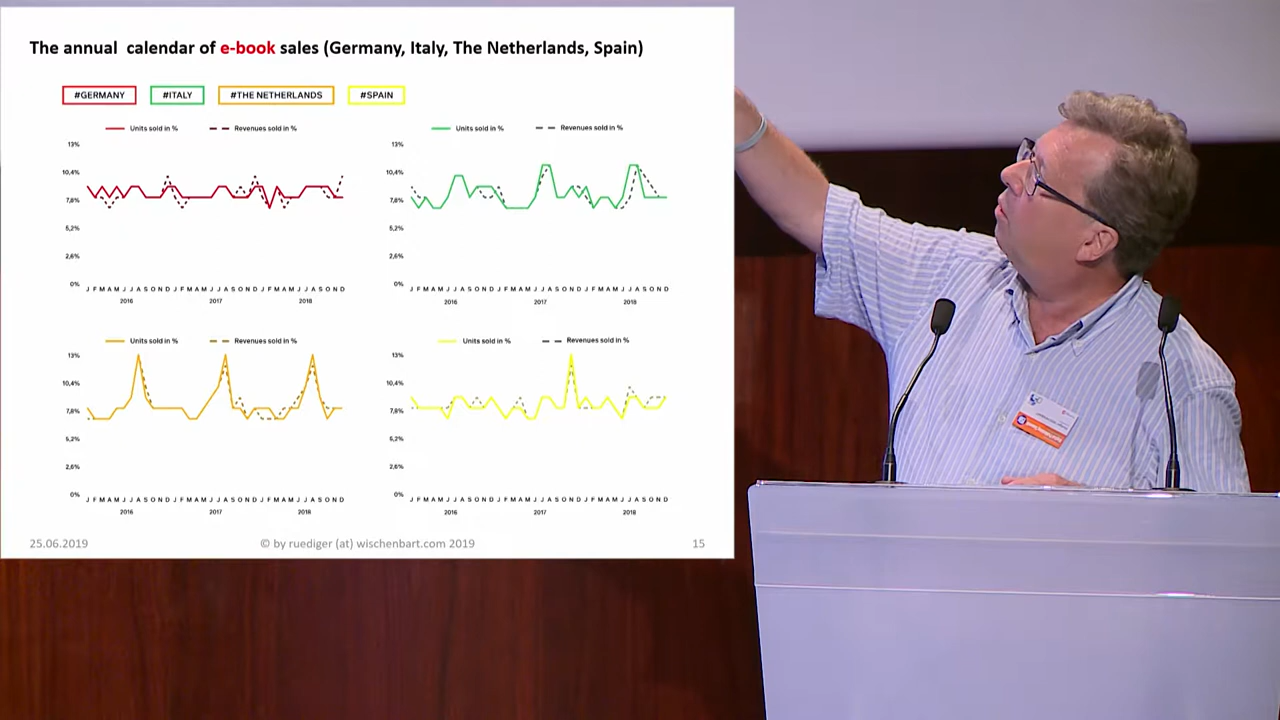 The annual calendar of e-book sales (Germany, Italy, The Netherlands, Spain)
#GERMANY #ITALY #THE NETHERLANDS #SPAIN
Units sold in % Revenues sold in %
13%
10,4%
7,8%
5,2%
2,6%
0%
J F M A M J J A S O N D J F M A M J J A S O N D J F M A M J J A S O N D
2016 2017 2018
Units sold in % Revenues sold in %
13%
10,4%
7,8%
5,2%
2,6%
0%
J F M A M J J A S O N D J F M A M J J A S O N D J F M A M J J A S O N D
2016 2017 2018
Units sold in % Revenues sold in %
13%
10,4%
7,8%
5,2%
2,6%
0%
J F M A M J J A S O N D J F M A M J J A S O N D J F M A M J J A S O N D
2016 2017 2018
Units sold in % Revenues sold in %
13%
10,4%
7,8%
5,2%
2,6%
0%
J F M A M J J A S O N D J F M A M J J A S O N D J F M A M J J A S O N D
2016 2017 2018
25.06.2019 © by ruediger (at) wischenbart.com 2019 15